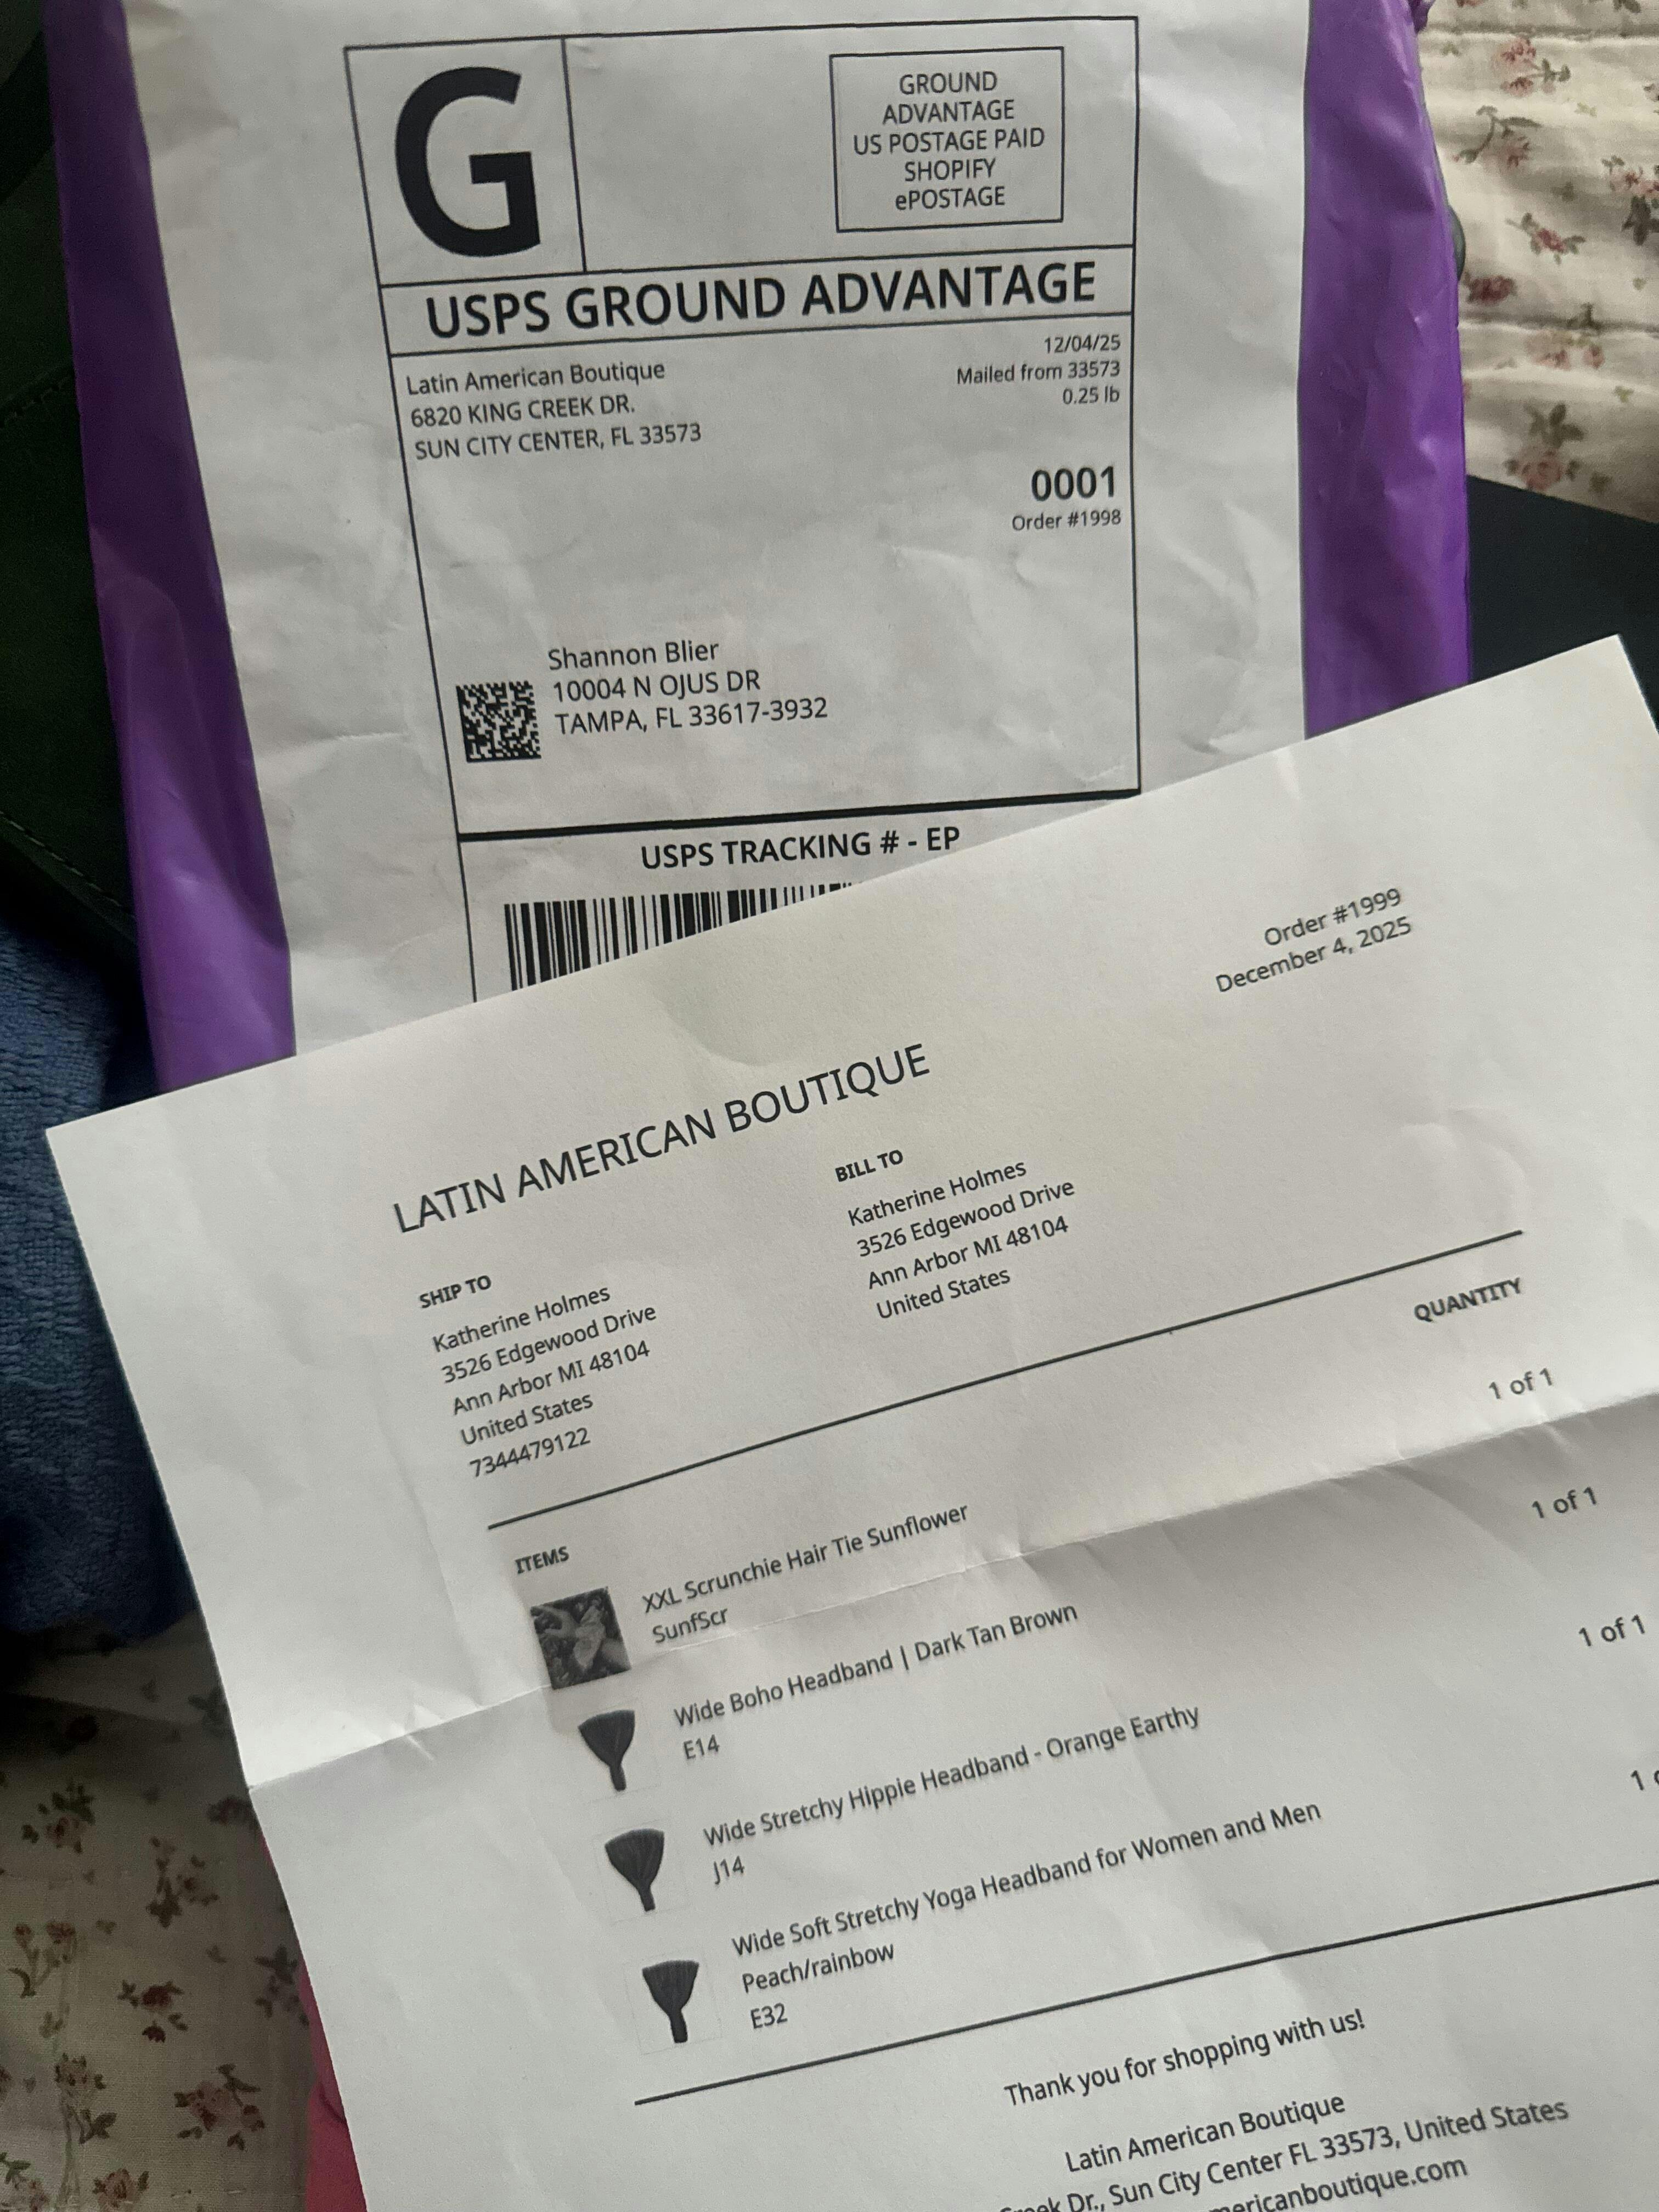 G
GROUND
ADVANTAGE
US POSTAGE PAID
SHOPIFY
ePOSTAGE
USPS GROUND ADVANTAGE
Latin American Boutique
6820 KING CREEK DR.
SUN CITY CENTER, FL 33573
12/04/25
Mailed from 33573
0.25 lb
0001
Order #1998
Shannon Blier
10004 N OJUS DR
TAMPA, FL 33617-3932
USPS TRACKING # - EP
Order #1999
December 4, 2025
LATIN AMERICAN BOUTIQUE
SHIP TO
Katherine Holmes
3526 Edgewood Drive
Ann Arbor MI 48104
United States
7344479122
BILL TO
Katherine Holmes
3526 Edgewood Drive
Ann Arbor MI 48104
United States
ITEMS
QUANTITY
XXL Scrunchie Hair Tie Sunflower
SunfScr
1 of 1
Wide Boho Headband | Dark Tan Brown
E14
1 of 1
Wide Stretchy Hippie Headband - Orange Earthy
J14
1 of 1
Wide Soft Stretchy Yoga Headband for Women and Men
Peach/rainbow
E32
1
Thank you for shopping with us!
Latin American Boutique
Dr., Sun City Center FL 33573, United States
americanboutique.com